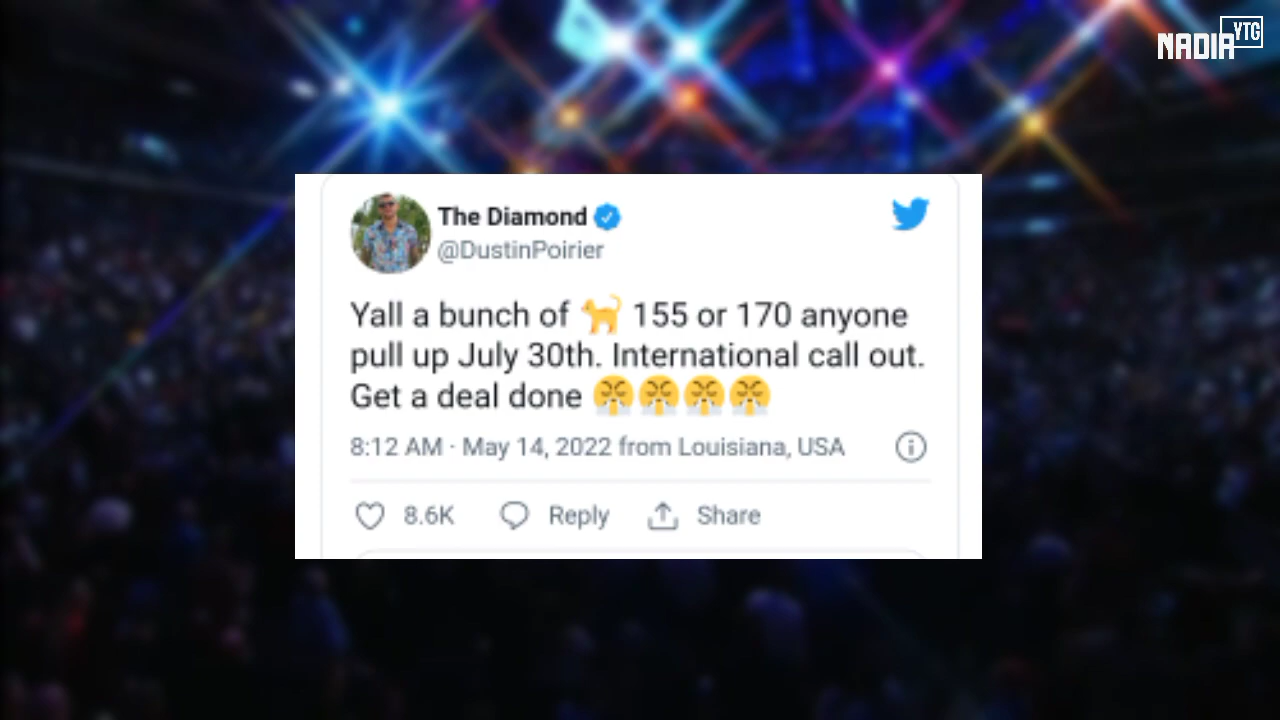 NADIA YTG
The Diamond
@DustinPoirier
Yall a bunch of 🐈 155 or 170 anyone
pull up July 30th. International call out.
Get a deal done 😤😤😤😤
8:12 AM · May 14, 2022 from Louisiana, USA
8.6K Reply Share